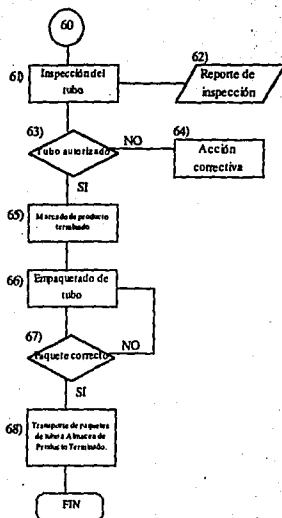 60
61) Inspección del
tubo
62)
Reporte de
inspección
63)
Tubo autorizado
NO
64)
Acción
correctiva
SI
65) Marcado de producto
terminado
66) Empaquetado de
tubo
67)
Paquete correcto
NO
SI
68) Transporte de paquetes
de tubo a Almacen de
Producto Terminado.
FIN